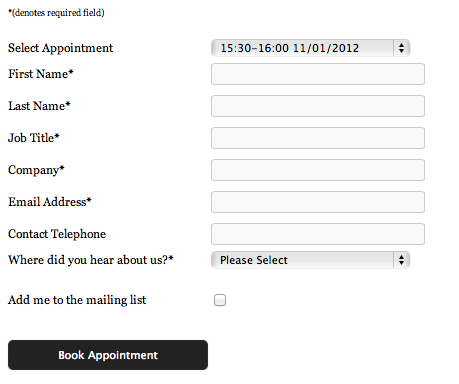 *(denotes required field)
Select Appointment 15:30-16:00 11/01/2012
First Name*
Last Name*
Job Title*
Company*
Email Address*
Contact Telephone
Where did you hear about us?* Please Select
Add me to the mailing list
Book Appointment